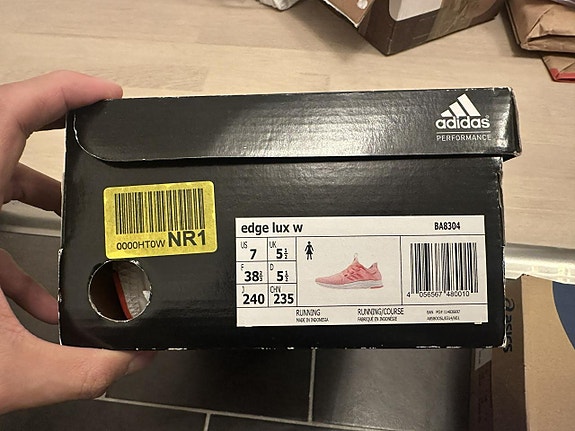 adidas
PERFORMANCE
0000HT0W NR1
edge lux w BA8304
US 7 UK 5½
F 38⅔ D 5½
J 240 CHN 235
4 056567 480010
RUNNING RUNNING/COURSE
MADE IN INDONESIA FABRIQUÉ EN INDONÉSIE
asics